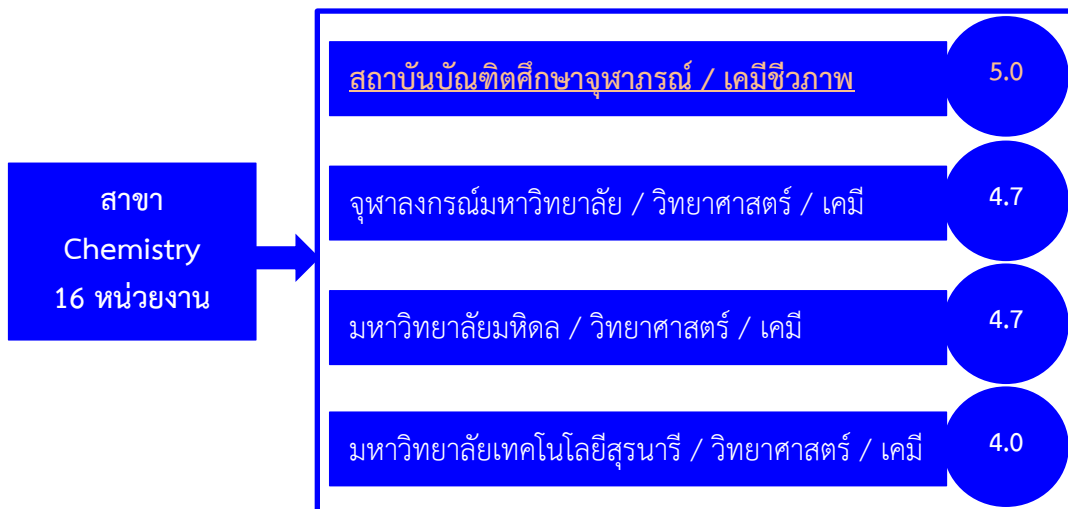 สาขา
Chemistry
16 หน่วยงาน
สถาบันบัณฑิตศึกษาจุฬาภรณ์ / เคมีชีวภาพ
5.0
จุฬาลงกรณ์มหาวิทยาลัย / วิทยาศาสตร์ / เคมี
4.7
มหาวิทยาลัยมหิดล / วิทยาศาสตร์ / เคมี
4.7
มหาวิทยาลัยเทคโนโลยีสุรนารี / วิทยาศาสตร์ / เคมี
4.0